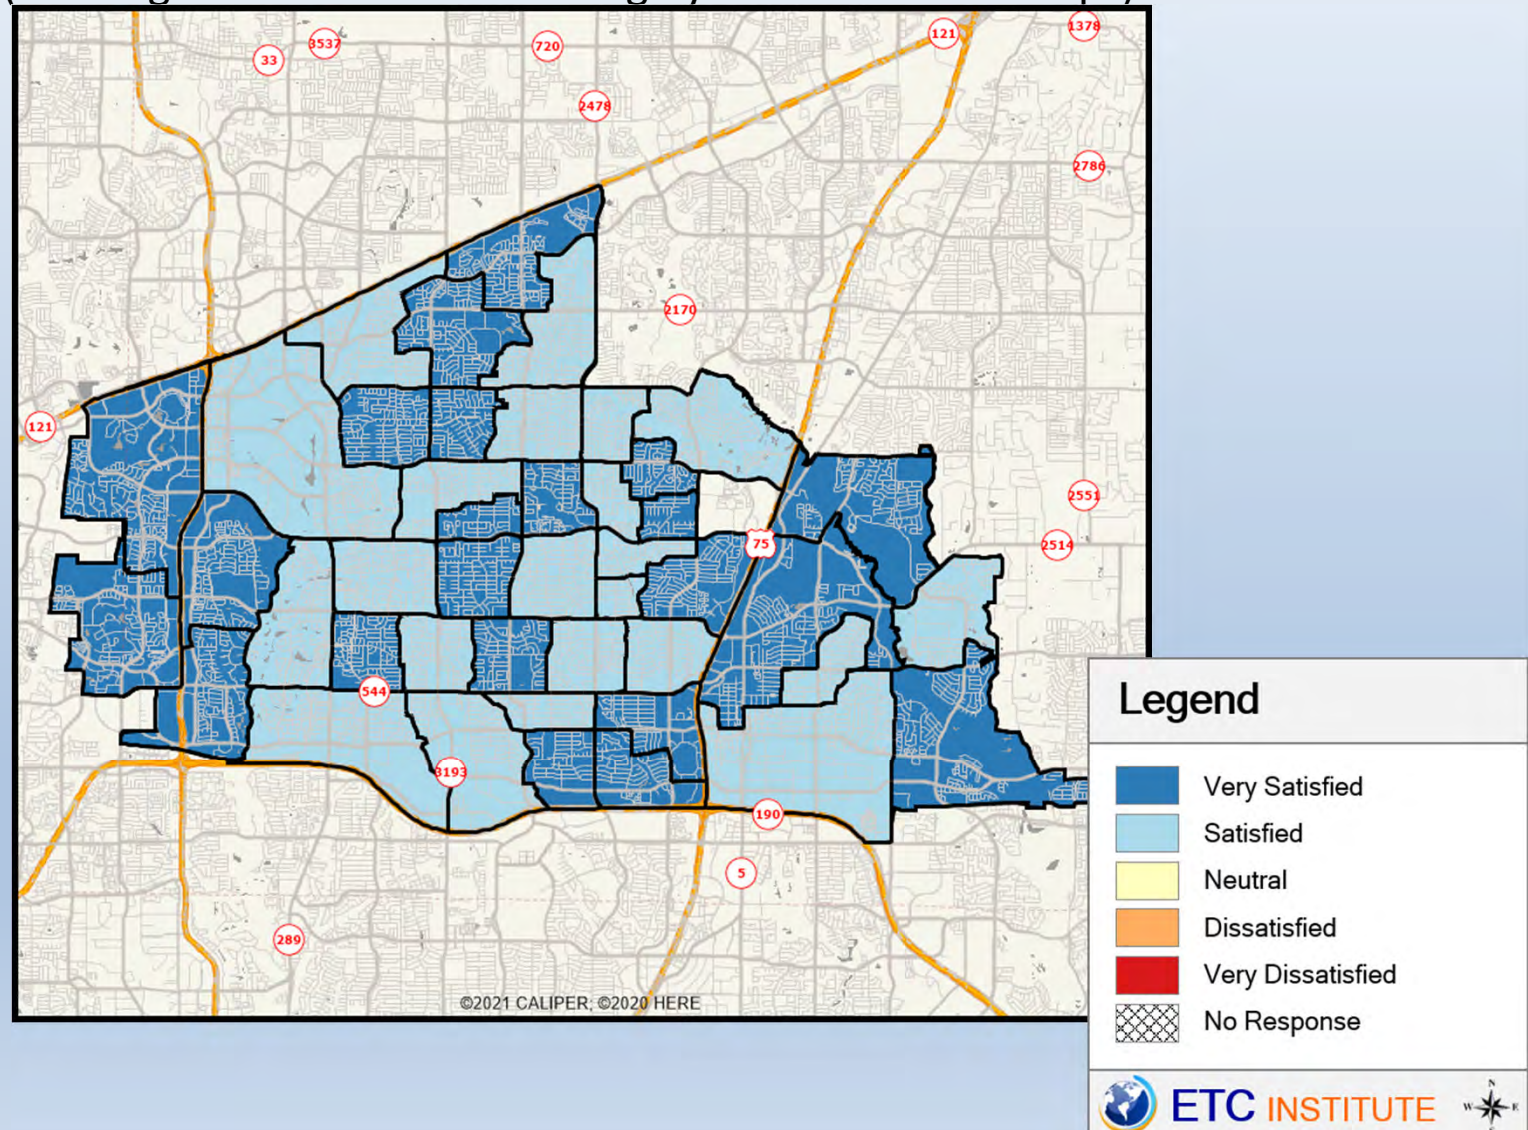 121
1378
3537
720
33
2478
2786
2170
121
2551
75
2514
544
3193
190
5
289
©2021 CALIPER; ©2020 HERE
Legend
Very Satisfied
Satisfied
Neutral
Dissatisfied
Very Dissatisfied
No Response
ETC INSTITUTE
N
W E